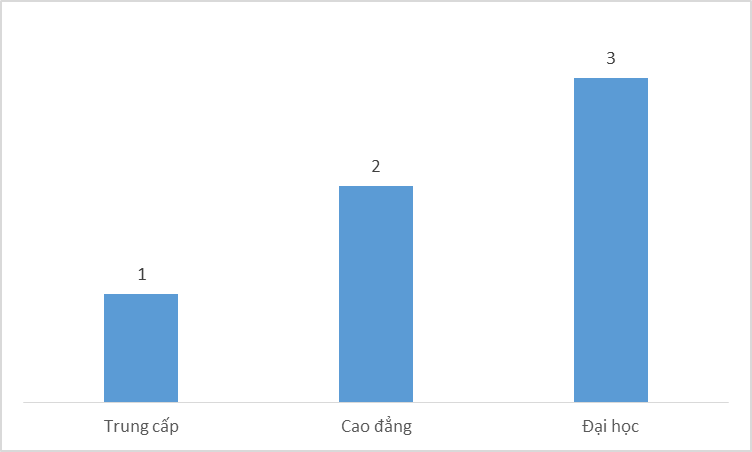 3
2
1
Trung cấp
Cao đẳng
Đại học